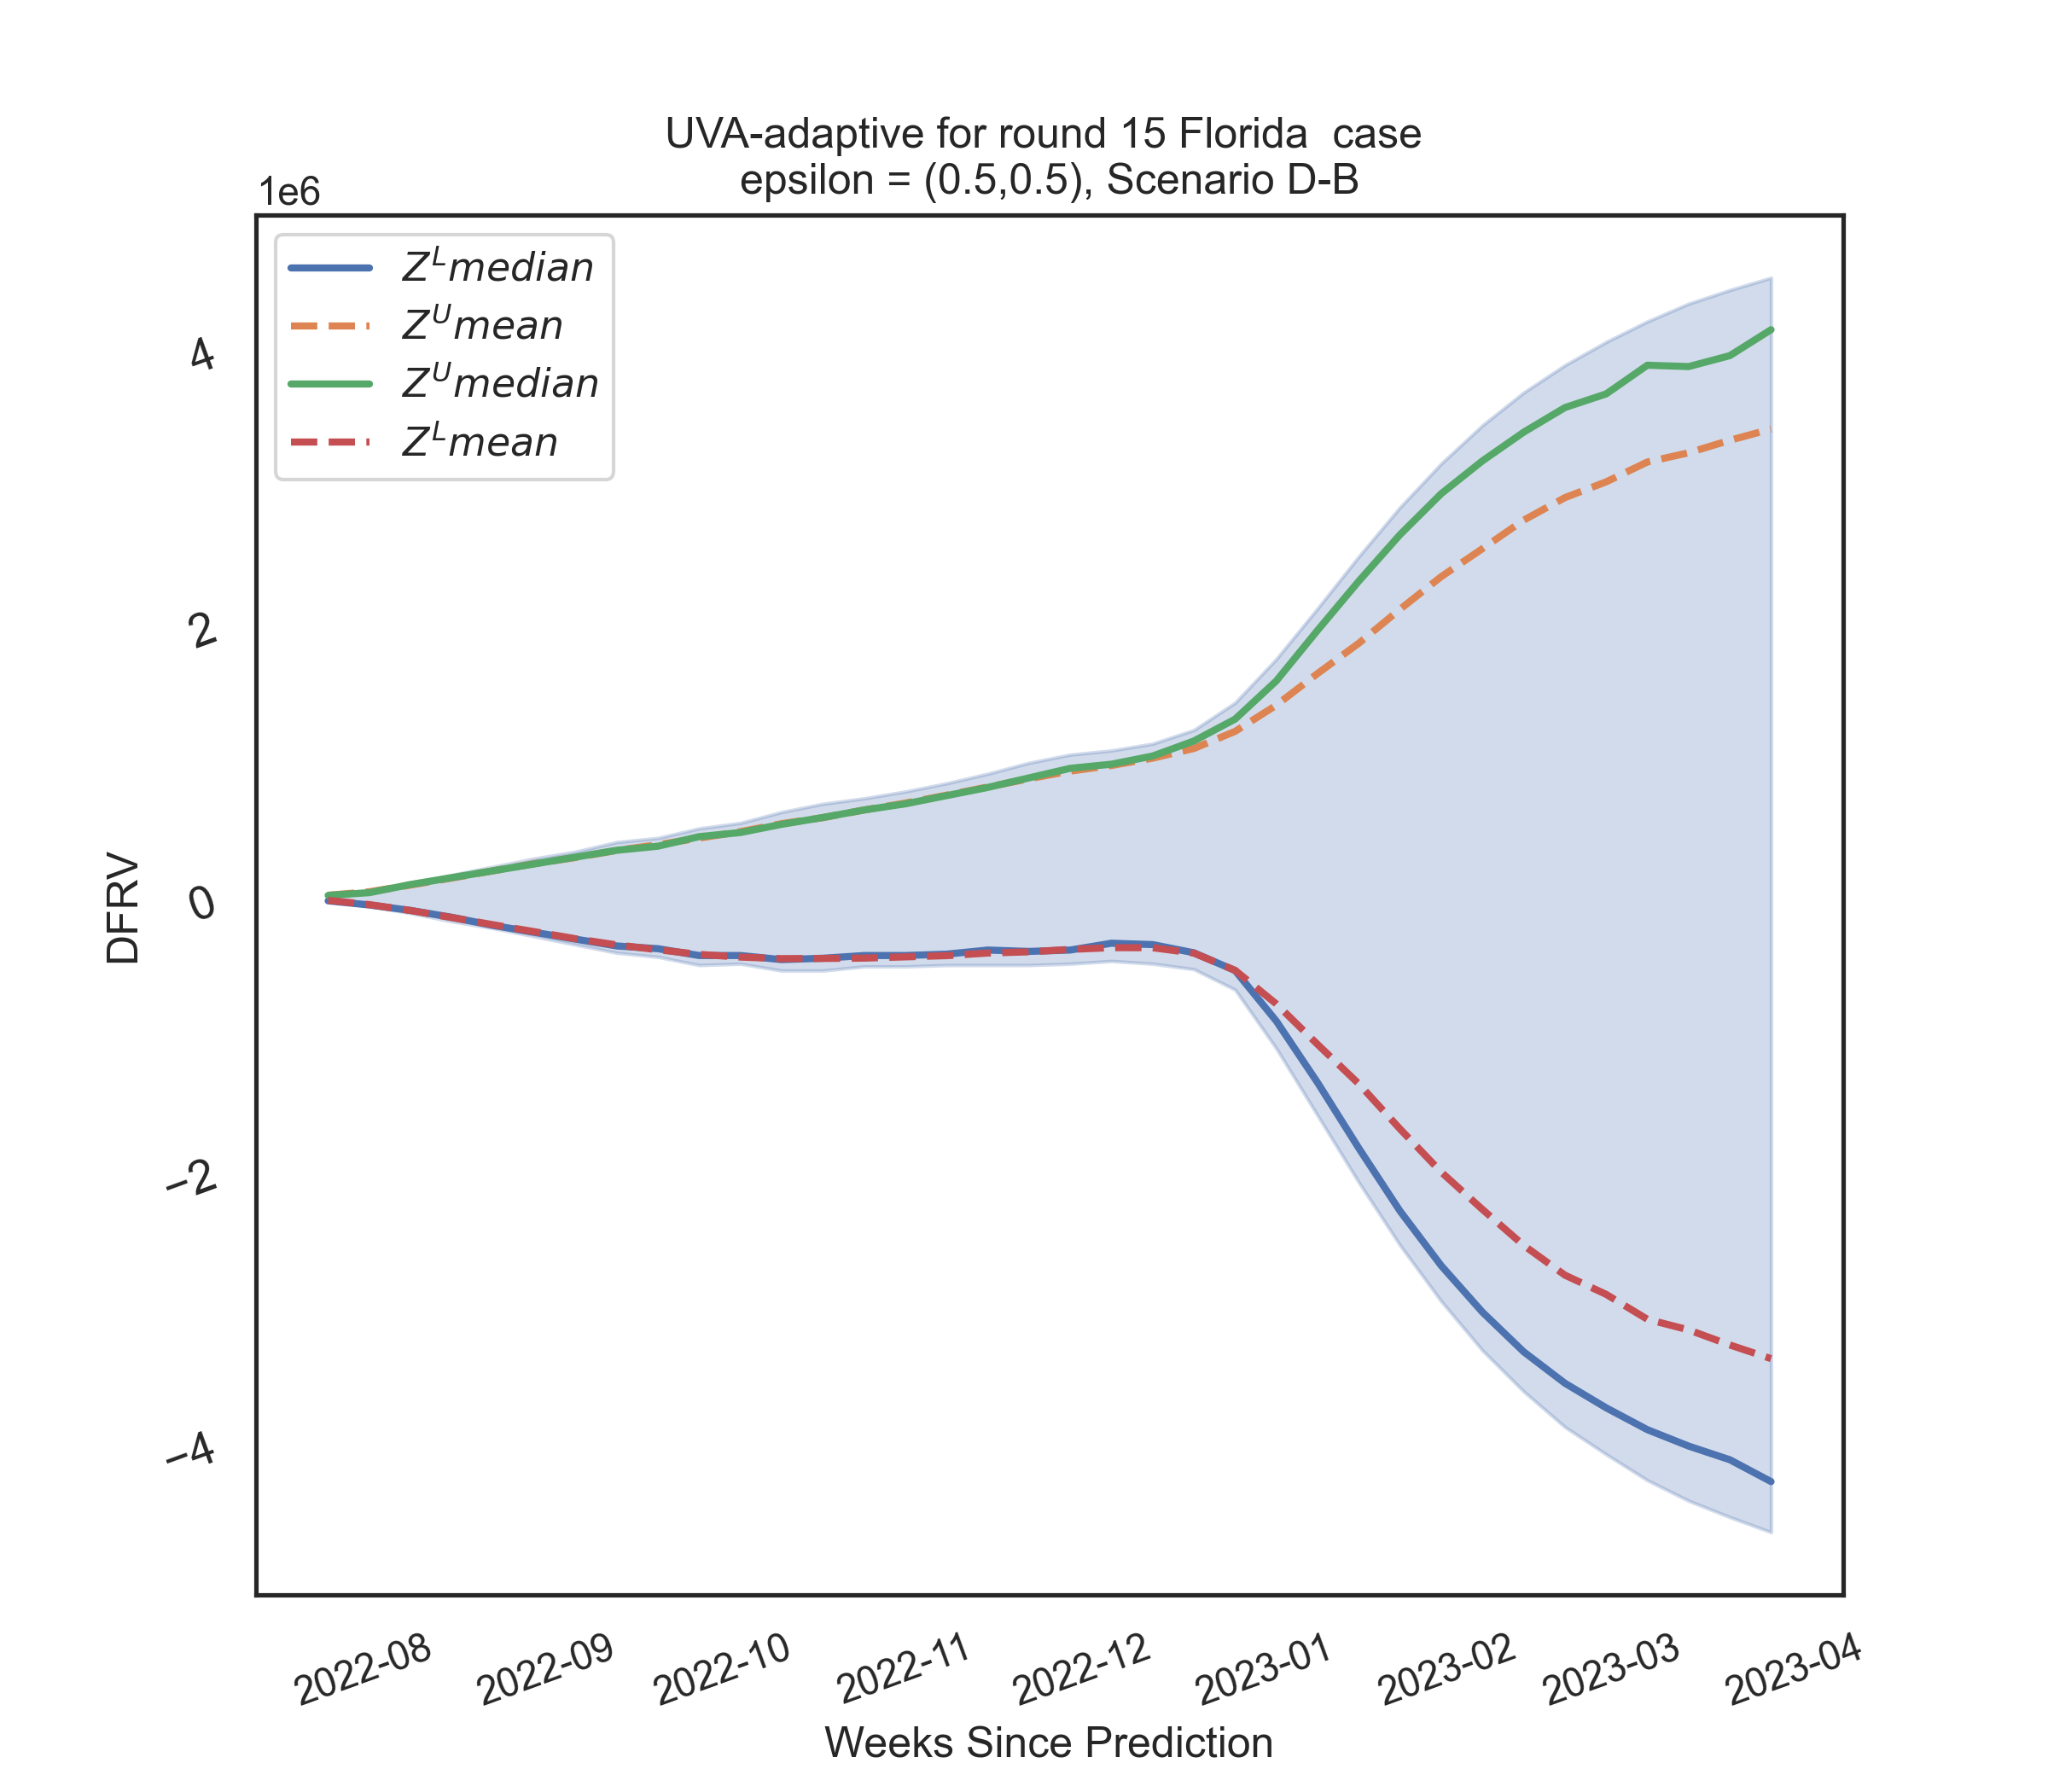 UVA-adaptive for round 15 Florida  case
epsilon = (0.5,0.5), Scenario D-B
1e6
Z^L median
Z^U mean
Z^U median
Z^L mean
4
2
0
−2
−4
DFRV
2022-08
2022-09
2022-10
2022-11
2022-12
2023-01
2023-02
2023-03
2023-04
Weeks Since Prediction